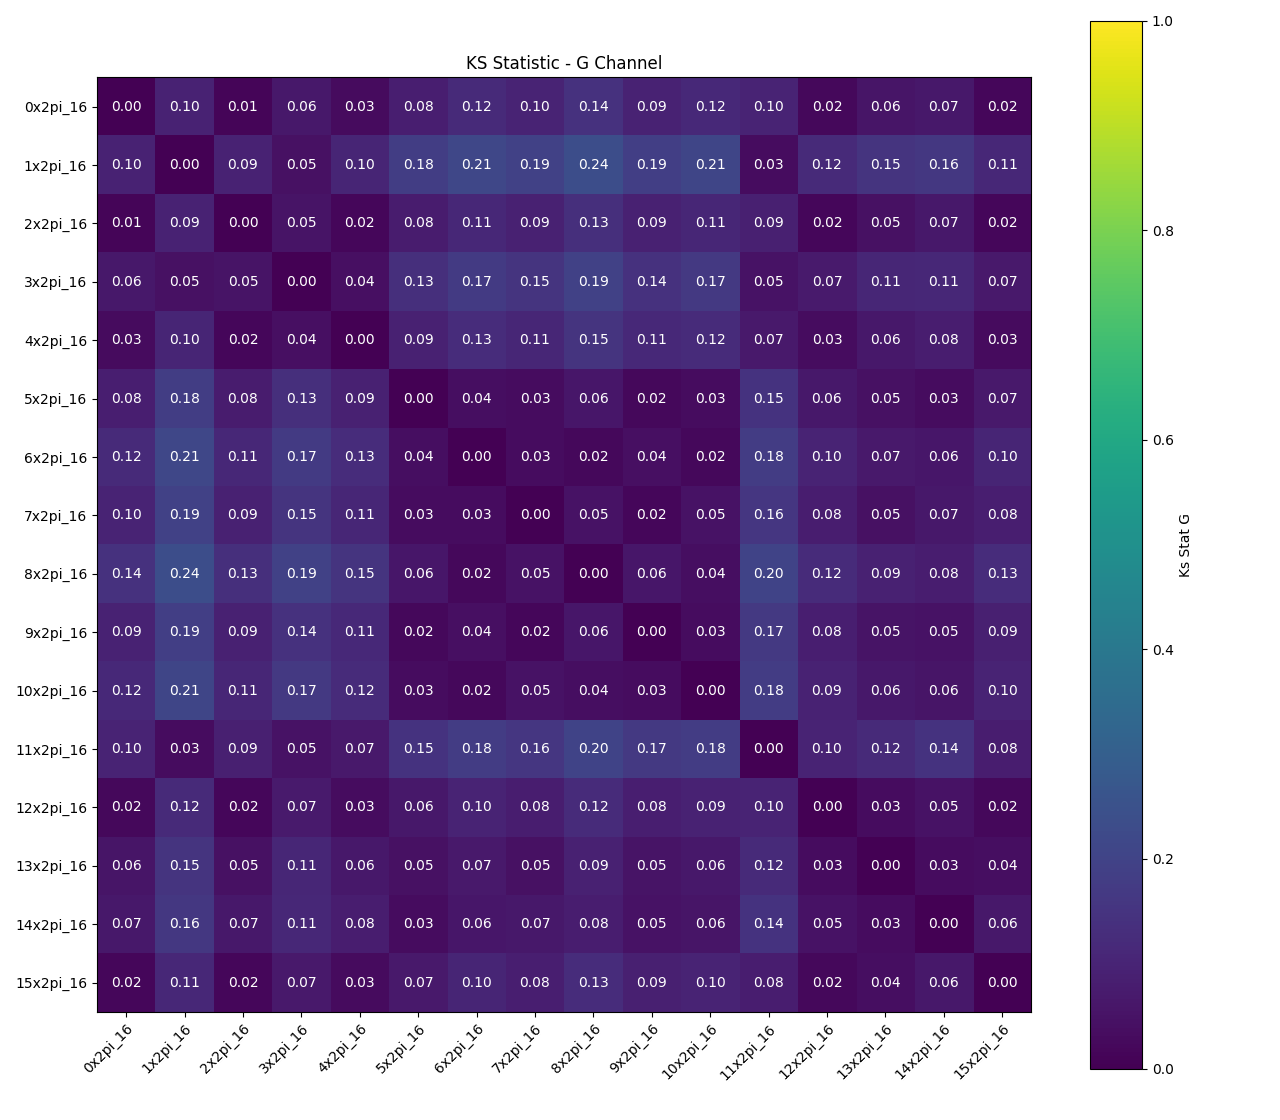 KS Statistic - G Channel
1.0
0x2pi_16 0.00 0.10 0.01 0.06 0.03 0.08 0.12 0.10 0.14 0.09 0.12 0.10 0.02 0.06 0.07 0.02
1x2pi_16 0.10 0.00 0.09 0.05 0.10 0.18 0.21 0.19 0.24 0.19 0.21 0.03 0.12 0.15 0.16 0.11
2x2pi_16 0.01 0.09 0.00 0.05 0.02 0.08 0.11 0.09 0.13 0.09 0.11 0.09 0.02 0.05 0.07 0.02
0.8
3x2pi_16 0.06 0.05 0.05 0.00 0.04 0.13 0.17 0.15 0.19 0.14 0.17 0.05 0.07 0.11 0.11 0.07
4x2pi_16 0.03 0.10 0.02 0.04 0.00 0.09 0.13 0.11 0.15 0.11 0.12 0.07 0.03 0.06 0.08 0.03
5x2pi_16 0.08 0.18 0.08 0.13 0.09 0.00 0.04 0.03 0.06 0.02 0.03 0.15 0.06 0.05 0.03 0.07
0.6
6x2pi_16 0.12 0.21 0.11 0.17 0.13 0.04 0.00 0.03 0.02 0.04 0.02 0.18 0.10 0.07 0.06 0.10
7x2pi_16 0.10 0.19 0.09 0.15 0.11 0.03 0.03 0.00 0.05 0.02 0.05 0.16 0.08 0.05 0.07 0.08
Ks Stat G
8x2pi_16 0.14 0.24 0.13 0.19 0.15 0.06 0.02 0.05 0.00 0.06 0.04 0.20 0.12 0.09 0.08 0.13
9x2pi_16 0.09 0.19 0.09 0.14 0.11 0.02 0.04 0.02 0.06 0.00 0.03 0.17 0.08 0.05 0.05 0.09
0.4
10x2pi_16 0.12 0.21 0.11 0.17 0.12 0.03 0.02 0.05 0.04 0.03 0.00 0.18 0.09 0.06 0.06 0.10
11x2pi_16 0.10 0.03 0.09 0.05 0.07 0.15 0.18 0.16 0.20 0.17 0.18 0.00 0.10 0.12 0.14 0.08
12x2pi_16 0.02 0.12 0.02 0.07 0.03 0.06 0.10 0.08 0.12 0.08 0.09 0.10 0.00 0.03 0.05 0.02
0.2
13x2pi_16 0.06 0.15 0.05 0.11 0.06 0.05 0.07 0.05 0.09 0.05 0.06 0.12 0.03 0.00 0.03 0.04
14x2pi_16 0.07 0.16 0.07 0.11 0.08 0.03 0.06 0.07 0.08 0.05 0.06 0.14 0.05 0.03 0.00 0.06
15x2pi_16 0.02 0.11 0.02 0.07 0.03 0.07 0.10 0.08 0.13 0.09 0.10 0.08 0.02 0.04 0.06 0.00
0.0
0x2pi_16 1x2pi_16 2x2pi_16 3x2pi_16 4x2pi_16 5x2pi_16 6x2pi_16 7x2pi_16 8x2pi_16 9x2pi_16 10x2pi_16 11x2pi_16 12x2pi_16 13x2pi_16 14x2pi_16 15x2pi_16